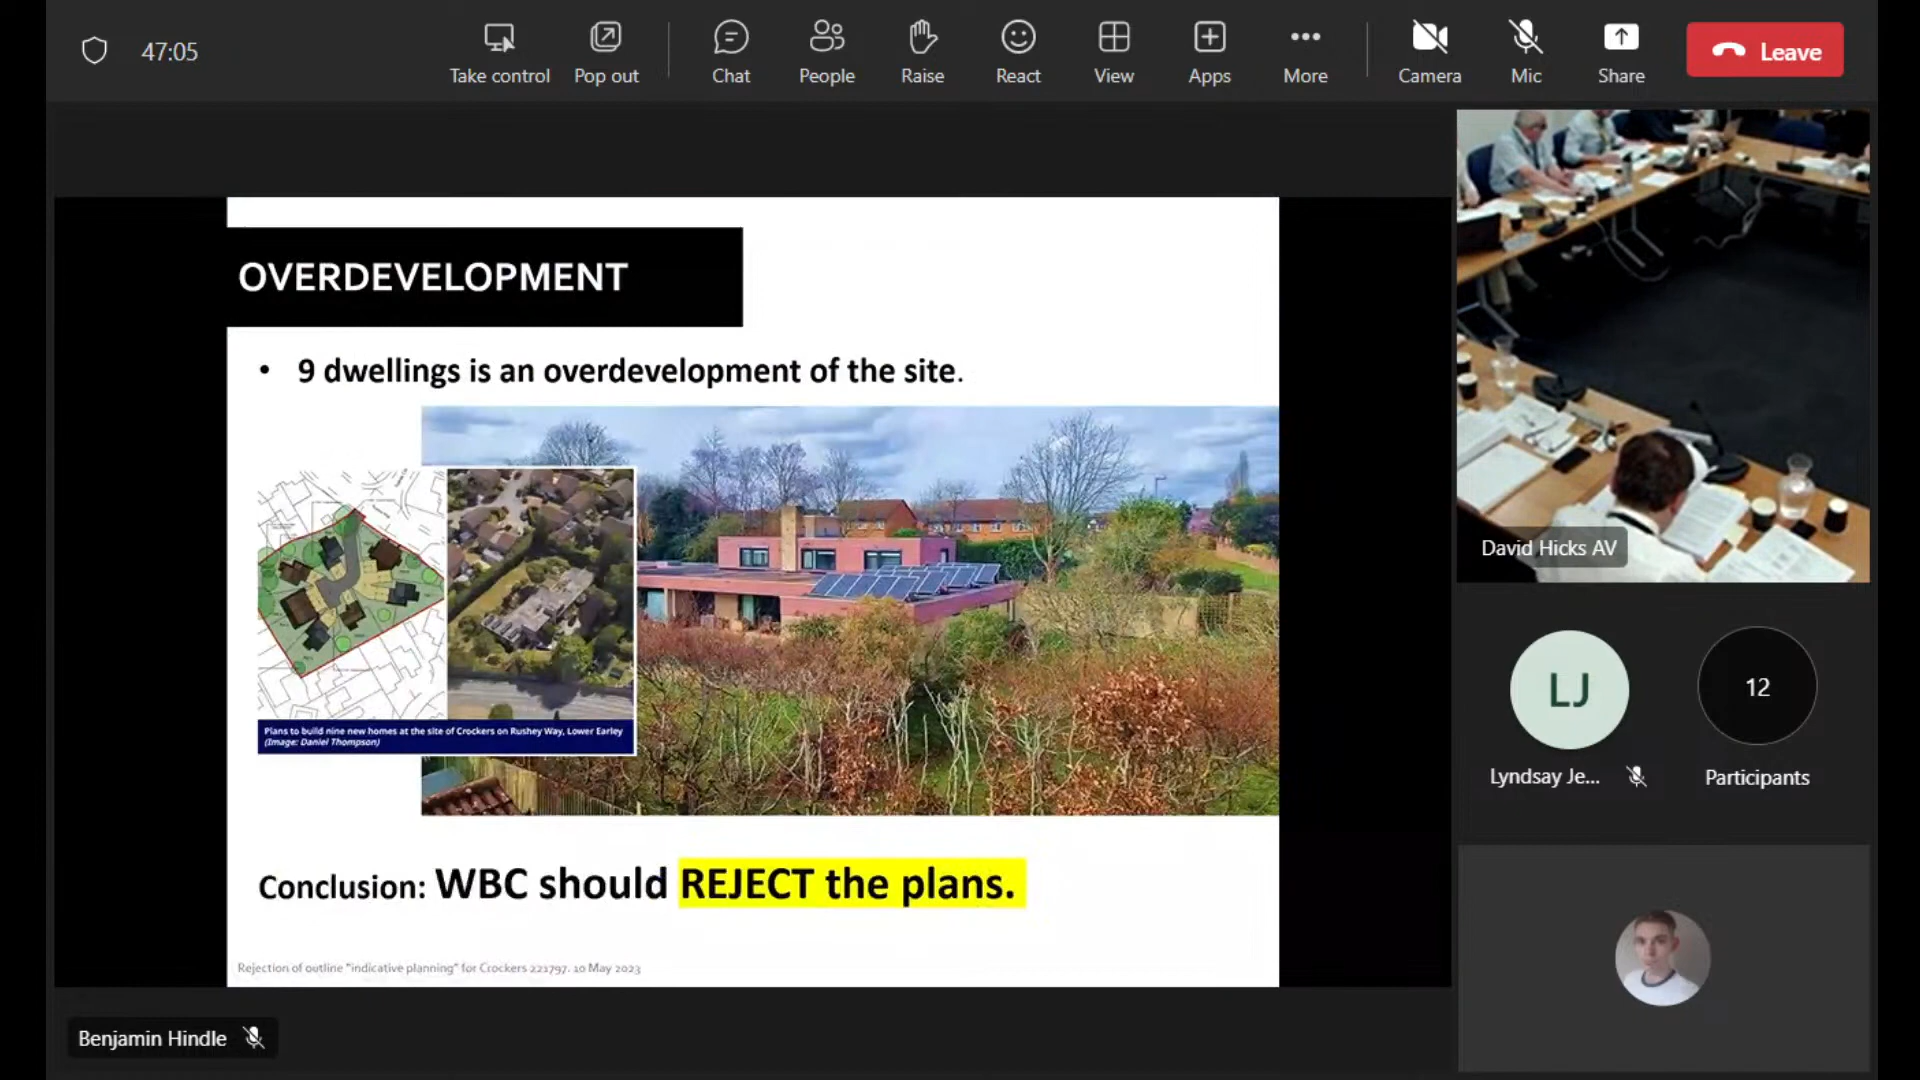 47:05
Take control
Pop out
Chat
People
Raise
React
View
Apps
More
Camera
Mic
Share
Leave
OVERDEVELOPMENT
• 9 dwellings is an overdevelopment of the site.
Plans to build nine new homes at the site of Crockers on Rushey Way, Lower Earley
(Image: Daniel Thompson)
Conclusion: WBC should REJECT the plans.
Rejection of outline "indicative planning" for Crockers 221797. 10 May 2023
Benjamin Hindle
David Hicks AV
LJ
Lyndsay Je...
12
Participants